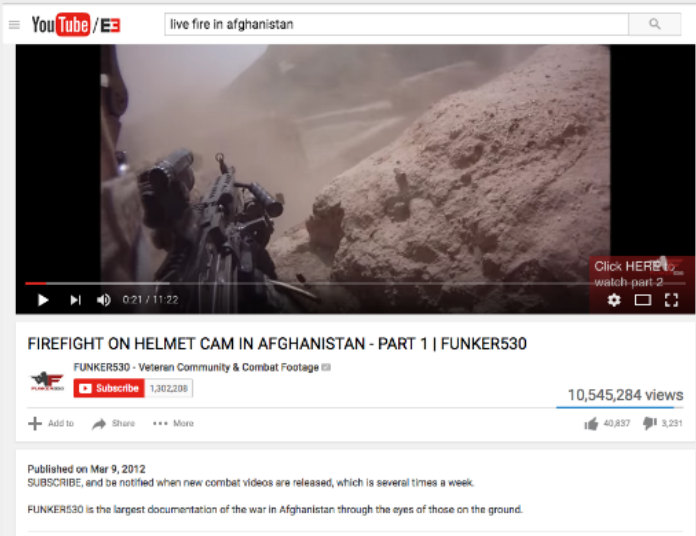 YouTube / E3
live fire in afghanistan
Click HERE to
watch part 2
0:21 / 11:22
FIREFIGHT ON HELMET CAM IN AFGHANISTAN - PART 1 | FUNKER530
FUNKER530 - Veteran Community & Combat Footage
FUNKER530
Subscribe 1,302,208
10,545,284 views
Add to Share More 40,837 3,231
Published on Mar 9, 2012
SUBSCRIBE, and be notified when new combat videos are released, which is several times a week.
FUNKER530 is the largest documentation of the war in Afghanistan through the eyes of those on the ground.